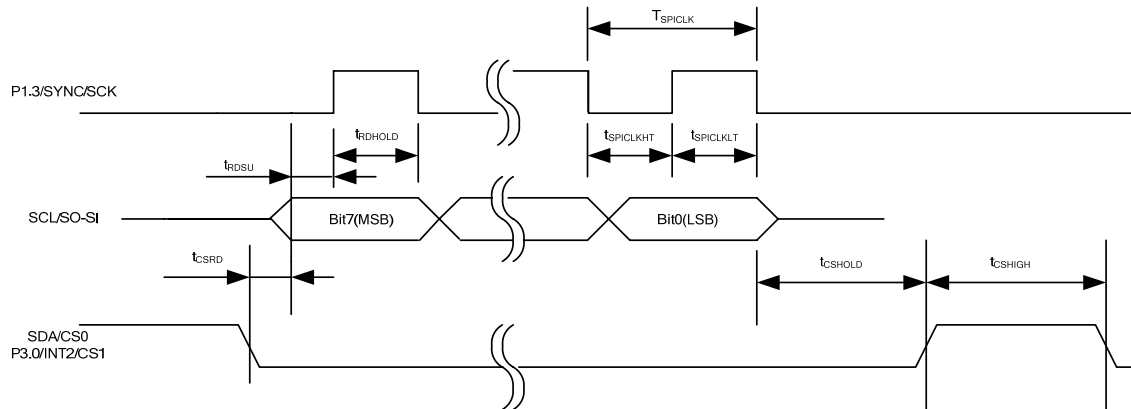 TSPICLK
P1.3/SYNC/SCK
tRDHOLD
tSPICLKHT
tSPICLKLT
tRDSU
SCL/SO-SI
Bit7(MSB)
Bit0(LSB)
tCSRD
tCSHOLD
tCSHIGH
SDA/CS0
P3.0/INT2/CS1